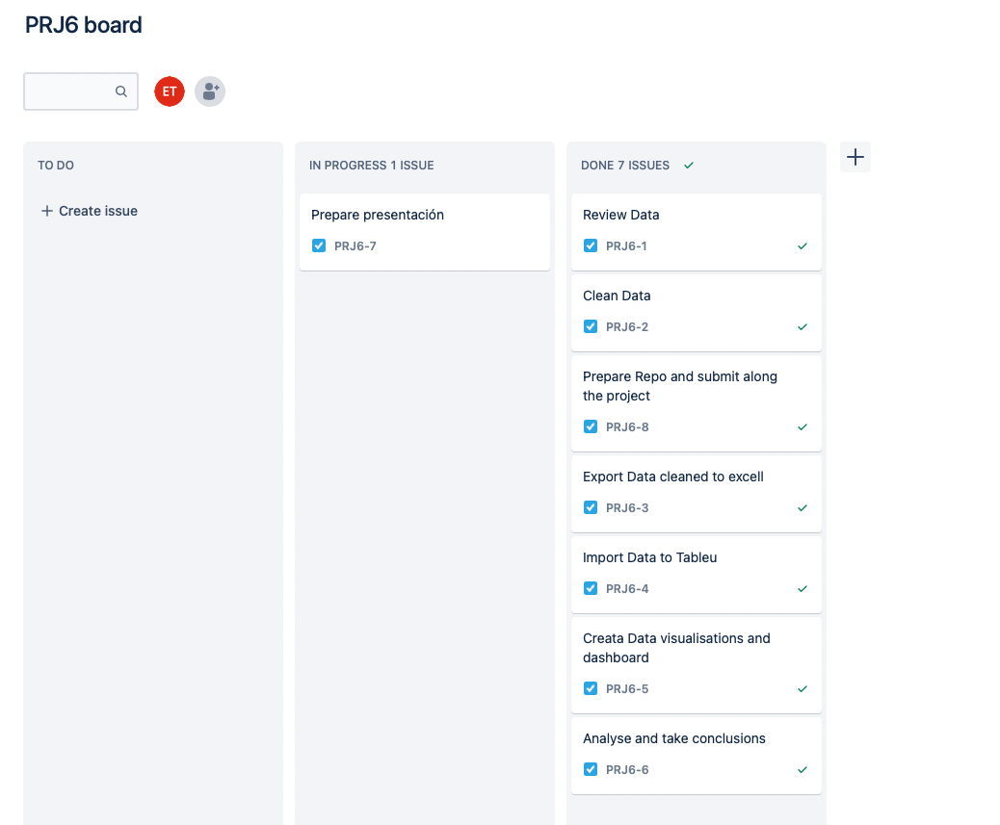 PRJ6 board
ET
TO DO
Create issue
IN PROGRESS 1 ISSUE
Prepare presentación
PRJ6-7
DONE 7 ISSUES
Review Data
PRJ6-1
Clean Data
PRJ6-2
Prepare Repo and submit along
the project
PRJ6-8
Export Data cleaned to excell
PRJ6-3
Import Data to Tableu
PRJ6-4
Creata Data visualisations and
dashboard
PRJ6-5
Analyse and take conclusions
PRJ6-6